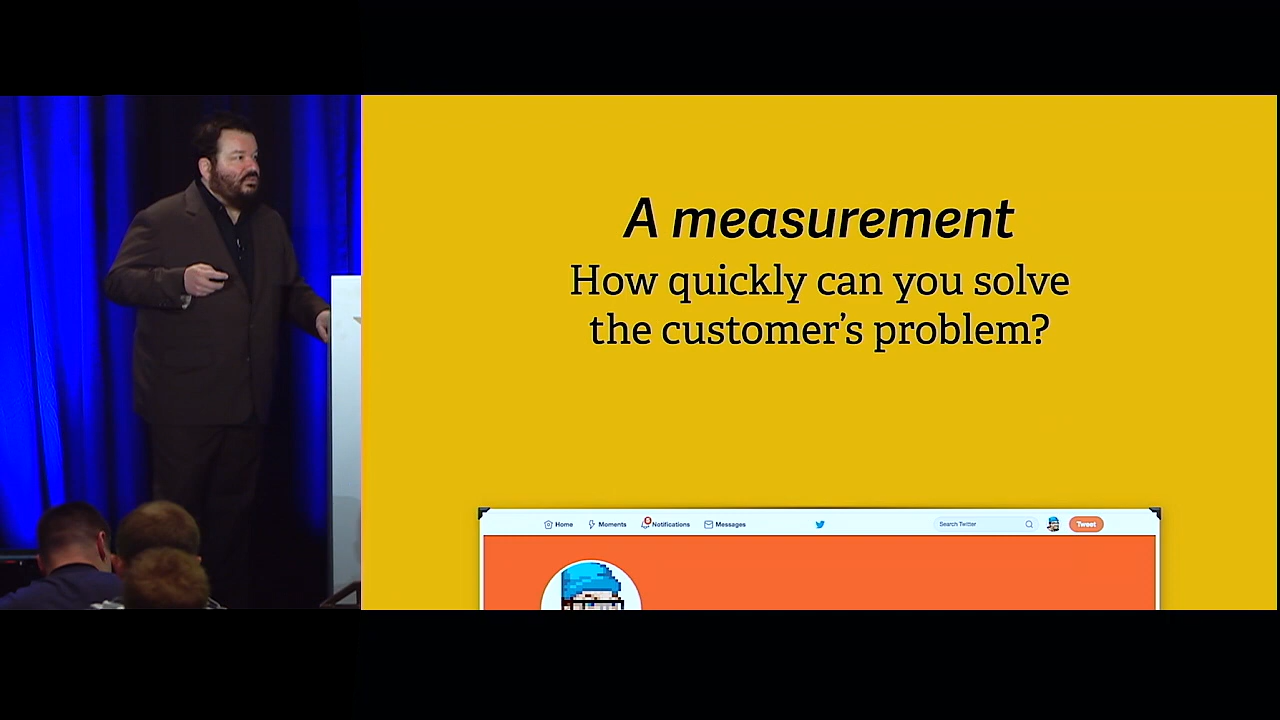 A measurement
How quickly can you solve
the customer's problem?
Home Moments Notifications Messages Search Twitter Tweet